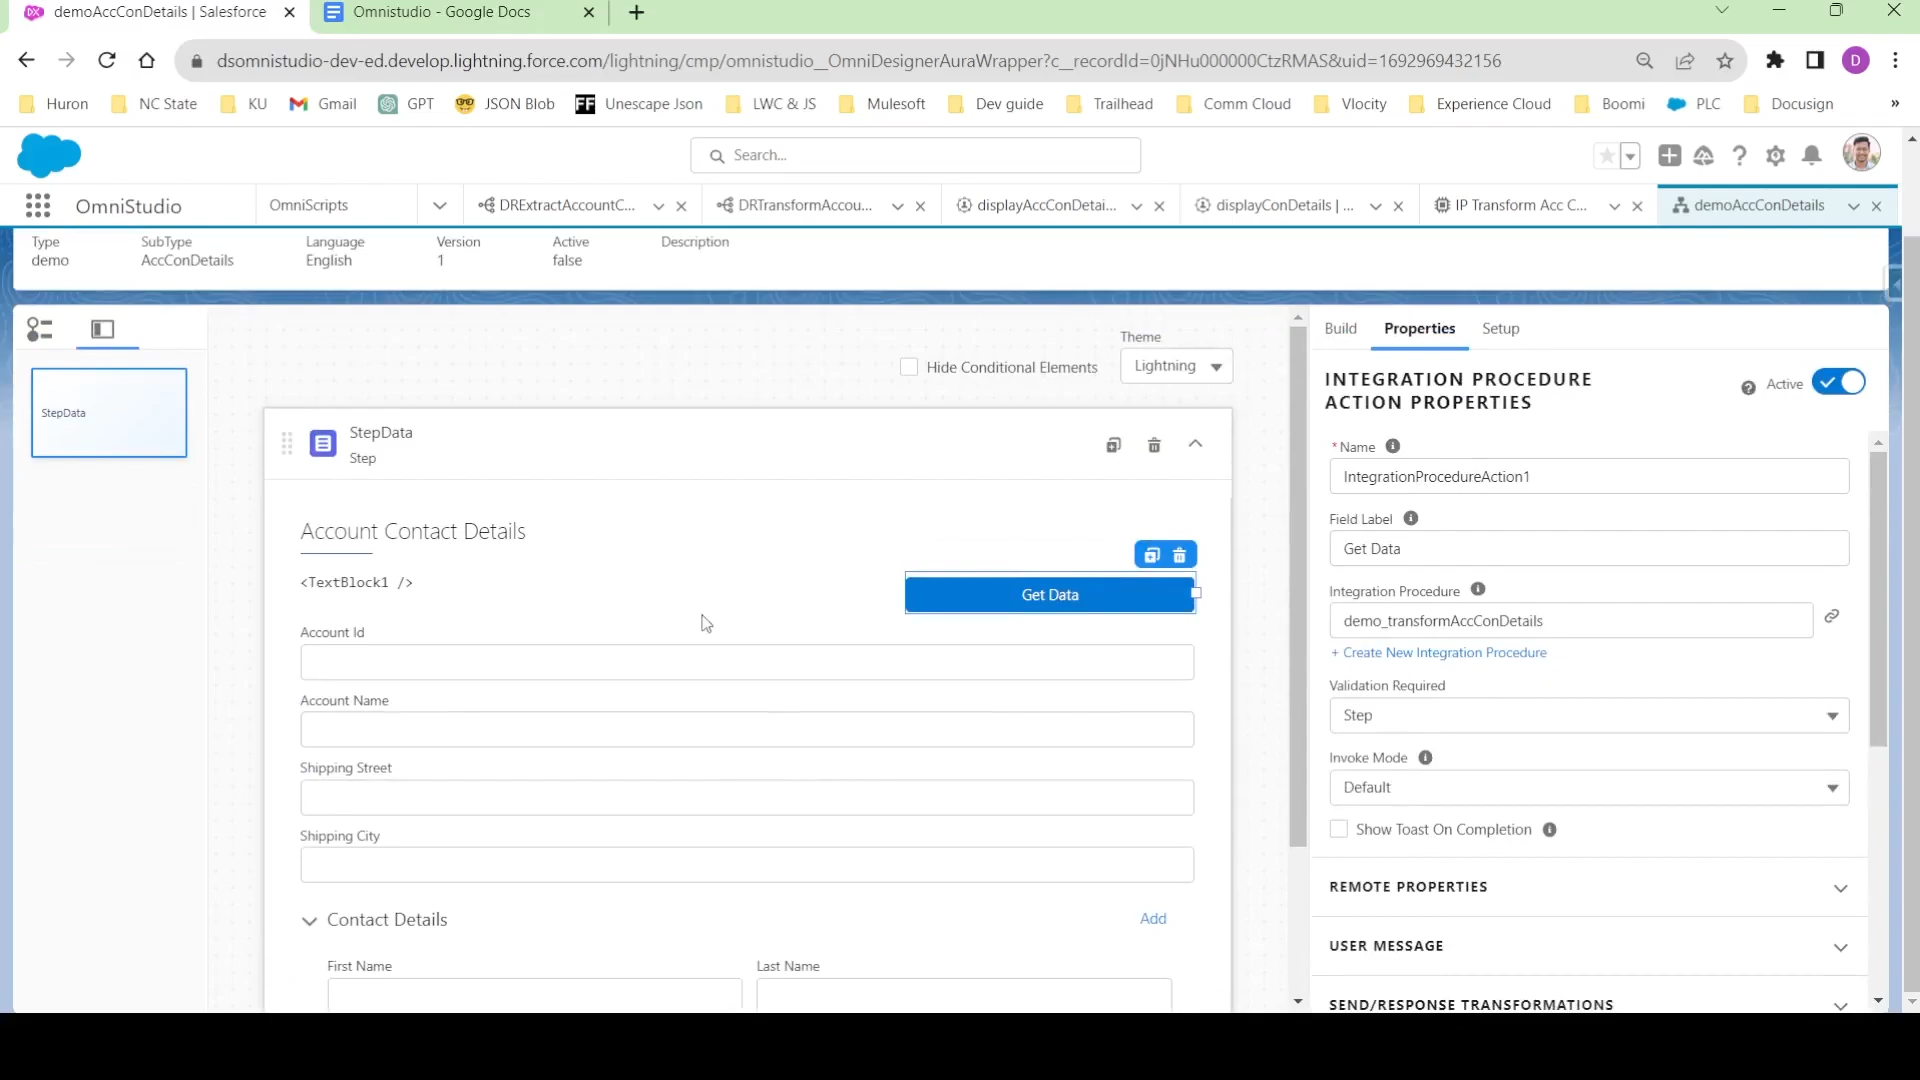 demoAccConDetails | Salesforce
Omnistudio - Google Docs
dsomnistudio-dev-ed.develop.lightning.force.com/lightning/cmp/omnistudio__OmniDesignerAuraWrapper?c__recordId=0jNHu000000CtzRMAS&uid=1692969432156
D
Huron
NC State
KU
Gmail
GPT
JSON Blob
FF
Unescape Json
LWC & JS
Mulesoft
Dev guide
Trailhead
Comm Cloud
Vlocity
Experience Cloud
Boomi
PLC
Docusign
»
Search...
OmniStudio
OmniScripts
DRExtractAccountC...
DRTransformAccou...
displayAccConDetai...
displayConDetails | ...
IP Transform Acc C...
demoAccConDetails
Type
demo
SubType
AccConDetails
Language
English
Version
1
Active
false
Description
StepData
Hide Conditional Elements
Theme
Lightning
StepData
Step
Account Contact Details
<TextBlock1 />
Get Data
Account Id
Account Name
Shipping Street
Shipping City
Contact Details
Add
First Name
Last Name
Build
Properties
Setup
INTEGRATION PROCEDURE
ACTION PROPERTIES
Active
* Name
IntegrationProcedureAction1
Field Label
Get Data
Integration Procedure
demo_transformAccConDetails
+ Create New Integration Procedure
Validation Required
Step
Invoke Mode
Default
Show Toast On Completion
REMOTE PROPERTIES
USER MESSAGE
SEND/RESPONSE TRANSFORMATIONS